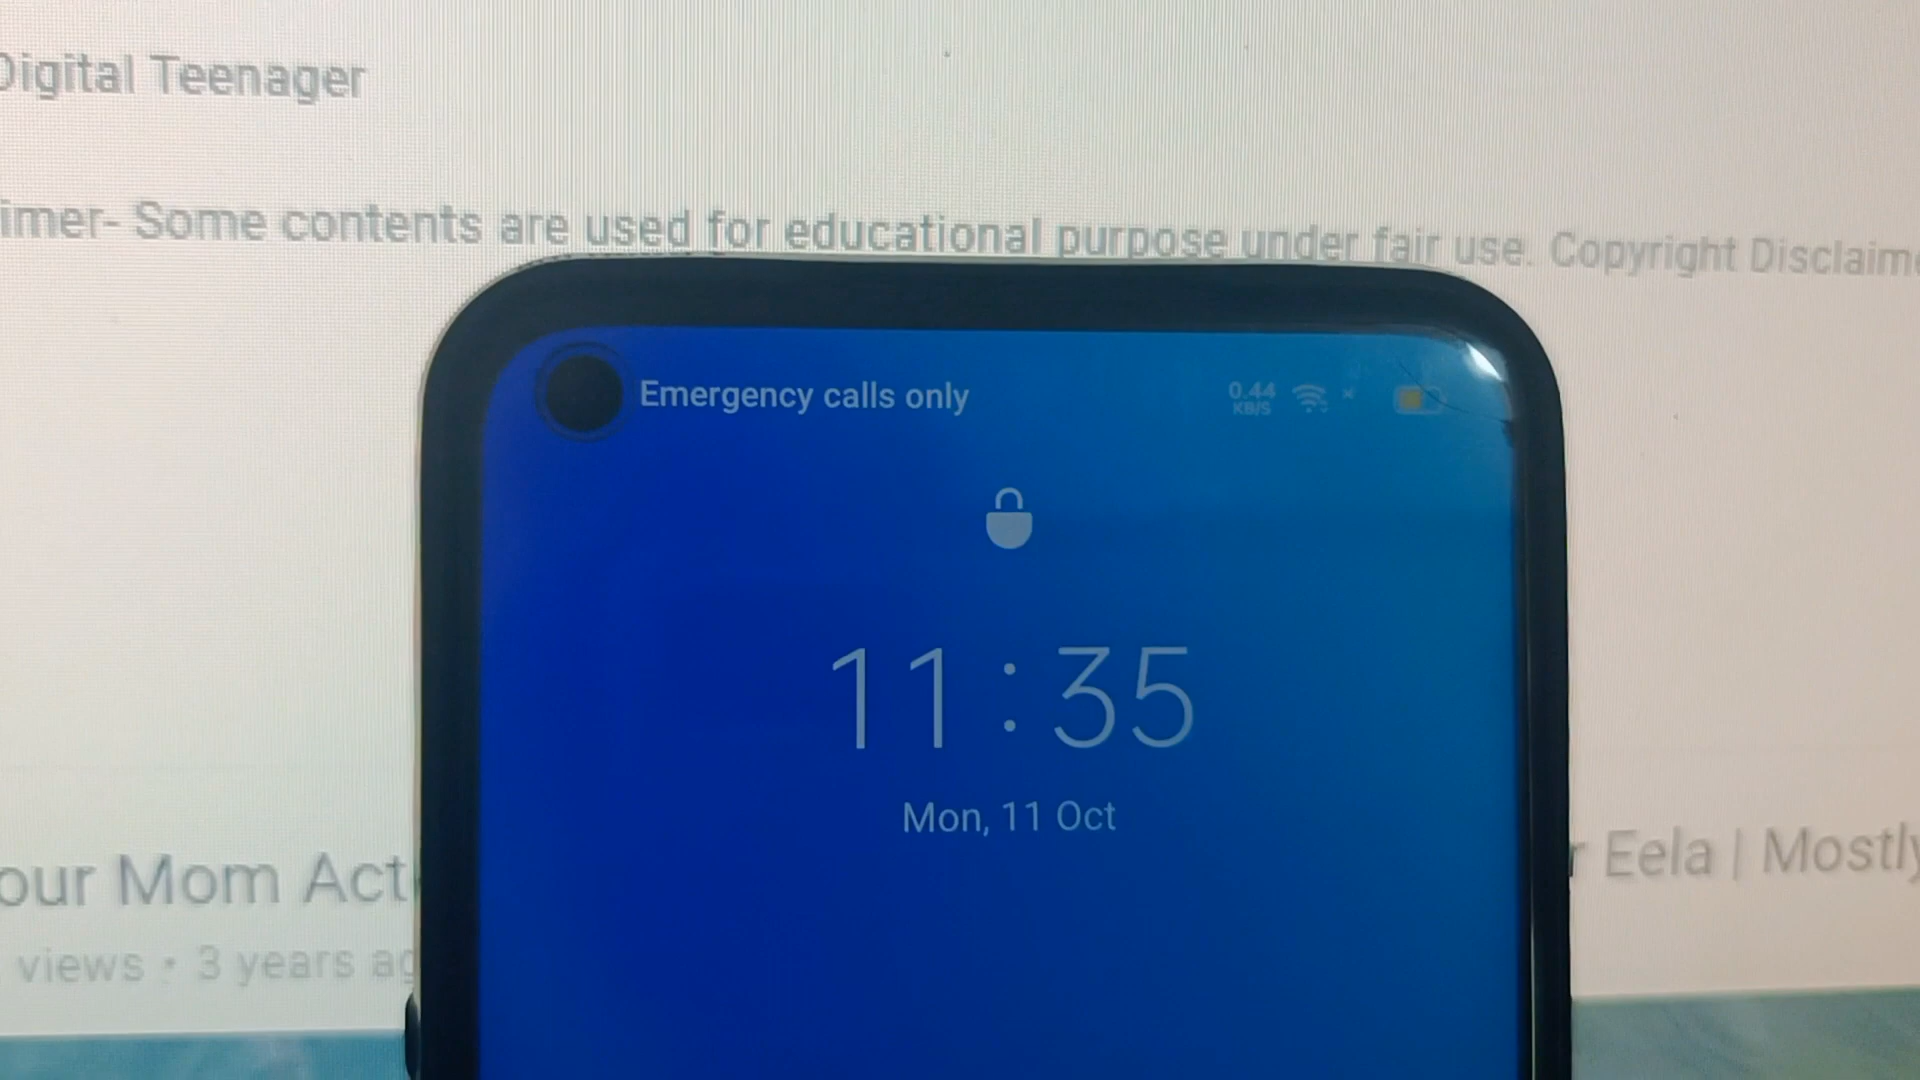 Digital Teenager
imer- Some contents are used for educational purpose under fair use. Copyright Disclaime
Emergency calls only
0.44
KB/S
11:35
Mon, 11 Oct
our Mom Act
r Eela | Mostly
views • 3 years ag